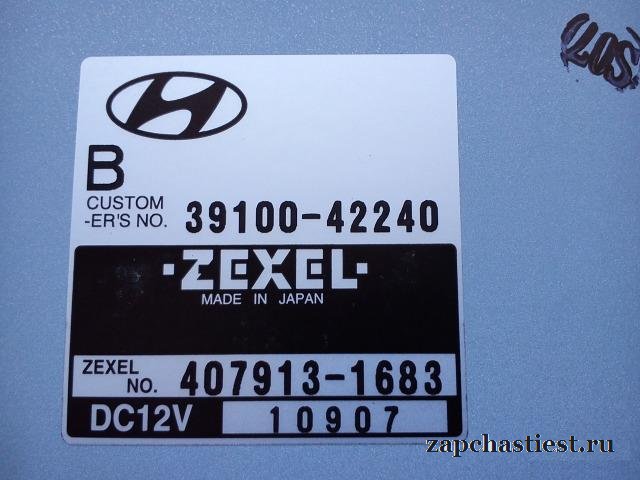 B
CUSTOM
-ER'S NO. 39100-42240
·ZEXEL·
MADE IN JAPAN
ZEXEL
NO. 407913-1683
DC12V 10907
zapchastiest.ru